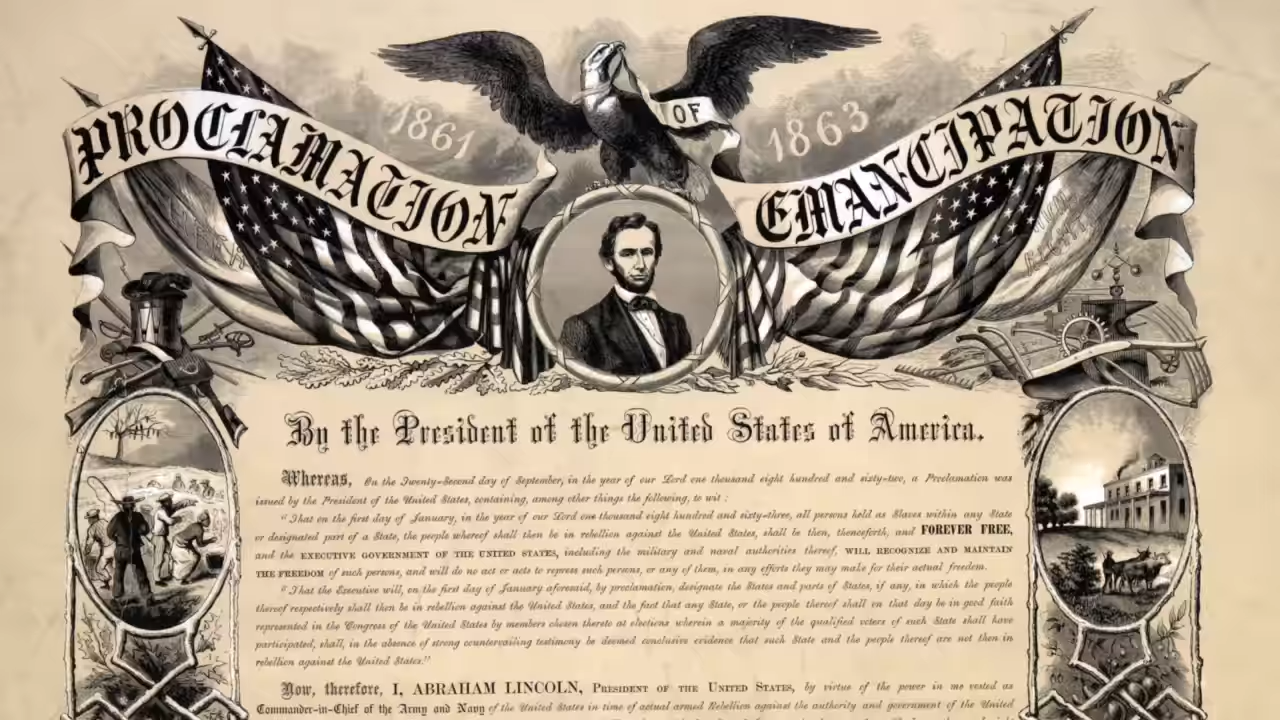 PROCLAMATION
OF
EMANCIPATION
1861
1863
By the President of the United States of America.
Whereas, On the Twenty-Second day of September, in the year of our Lord one thousand eight hundred and sixty-two, a Proclamation was
issued by the President of the United States, containing, among other things the following, to wit :
"That on the first day of January, in the year of our Lord one thousand eight hundred and sixty-three, all persons held as Slaves within any State
or designated part of a State, the people whereof shall then be in rebellion against the United States, shall be then, thenceforth, and FOREVER FREE,
and the EXECUTIVE GOVERNMENT OF THE UNITED STATES, including the military and naval authorities thereof, WILL RECOGNIZE AND MAINTAIN
THE FREEDOM of such persons, and will do no act or acts to repress such persons, or any of them, in any efforts they may make for their actual freedom.
"That the Executive will, on the first day of January aforesaid, by proclamation, designate the States and parts of States, if any, in which the people
thereof respectively shall then be in rebellion against the United States, and the fact that any State, or the people thereof shall on that day be in good faith
represented in the Congress of the United States by members chosen thereto at elections wherein a majority of the qualified voters of such State shall have
participated, shall, in the absence of strong countervailing testimony be deemed conclusive evidence that such State and the people thereof are not then in
rebellion against the United States."
Now, therefore, I, ABRAHAM LINCOLN, PRESIDENT OF THE UNITED STATES, by virtue of the power in me vested as
Commander-in-Chief of the Army and Navy of the United States in time of actual armed Rebellion against the authority and government of the United